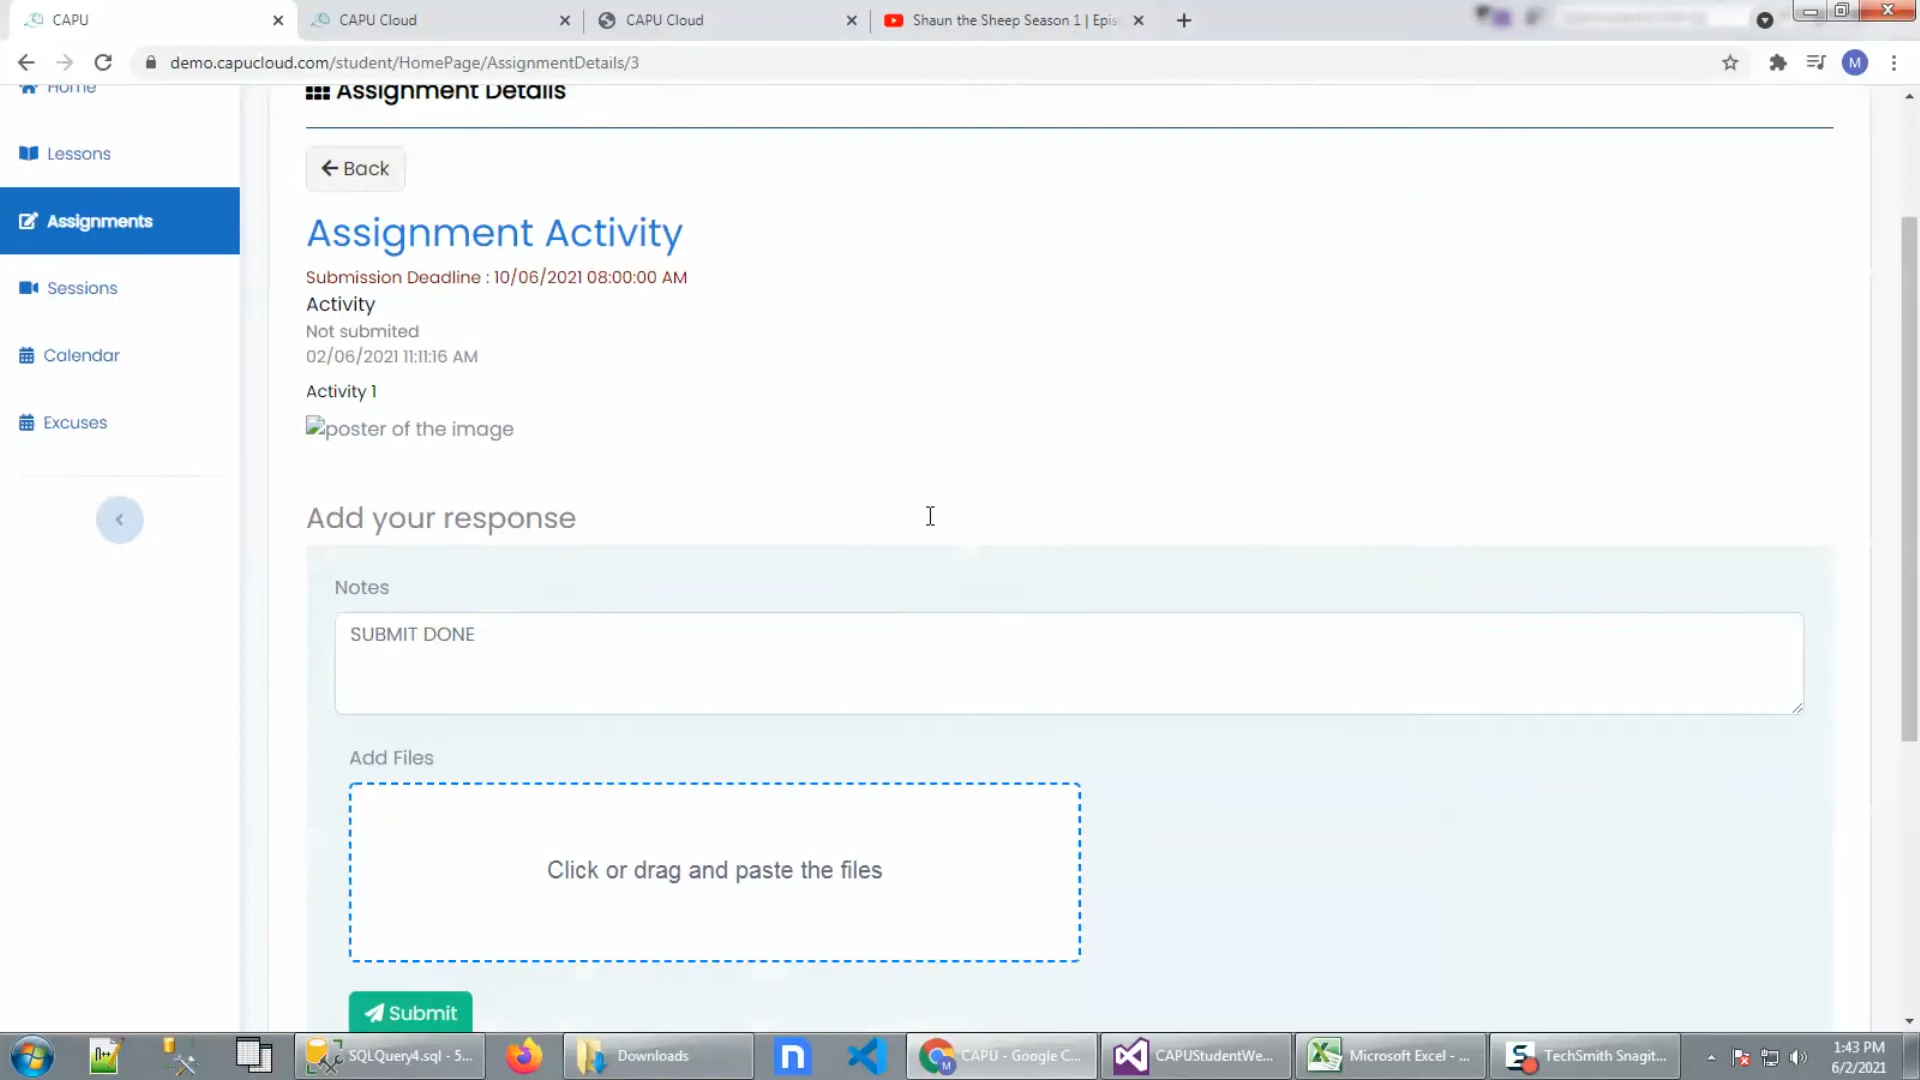 CAPU
CAPU Cloud
CAPU Cloud
Shaun the Sheep Season 1 | Epis
demo.capucloud.com/student/HomePage/AssignmentDetails/3
M
Home
Assignment Details
Lessons
Back
Assignments
Assignment Activity
Submission Deadline : 10/06/2021 08:00:00 AM
Sessions
Activity
Not submited
Calendar
02/06/2021 11:11:16 AM
Activity 1
Excuses
poster of the image
Add your response
Notes
SUBMIT DONE
Add Files
Click or drag and paste the files
Submit
SQLQuery4.sql - 5...
Downloads
CAPU - Google C...
CAPUStudentWe...
Microsoft Excel - ...
TechSmith Snagit...
1:43 PM
6/2/2021